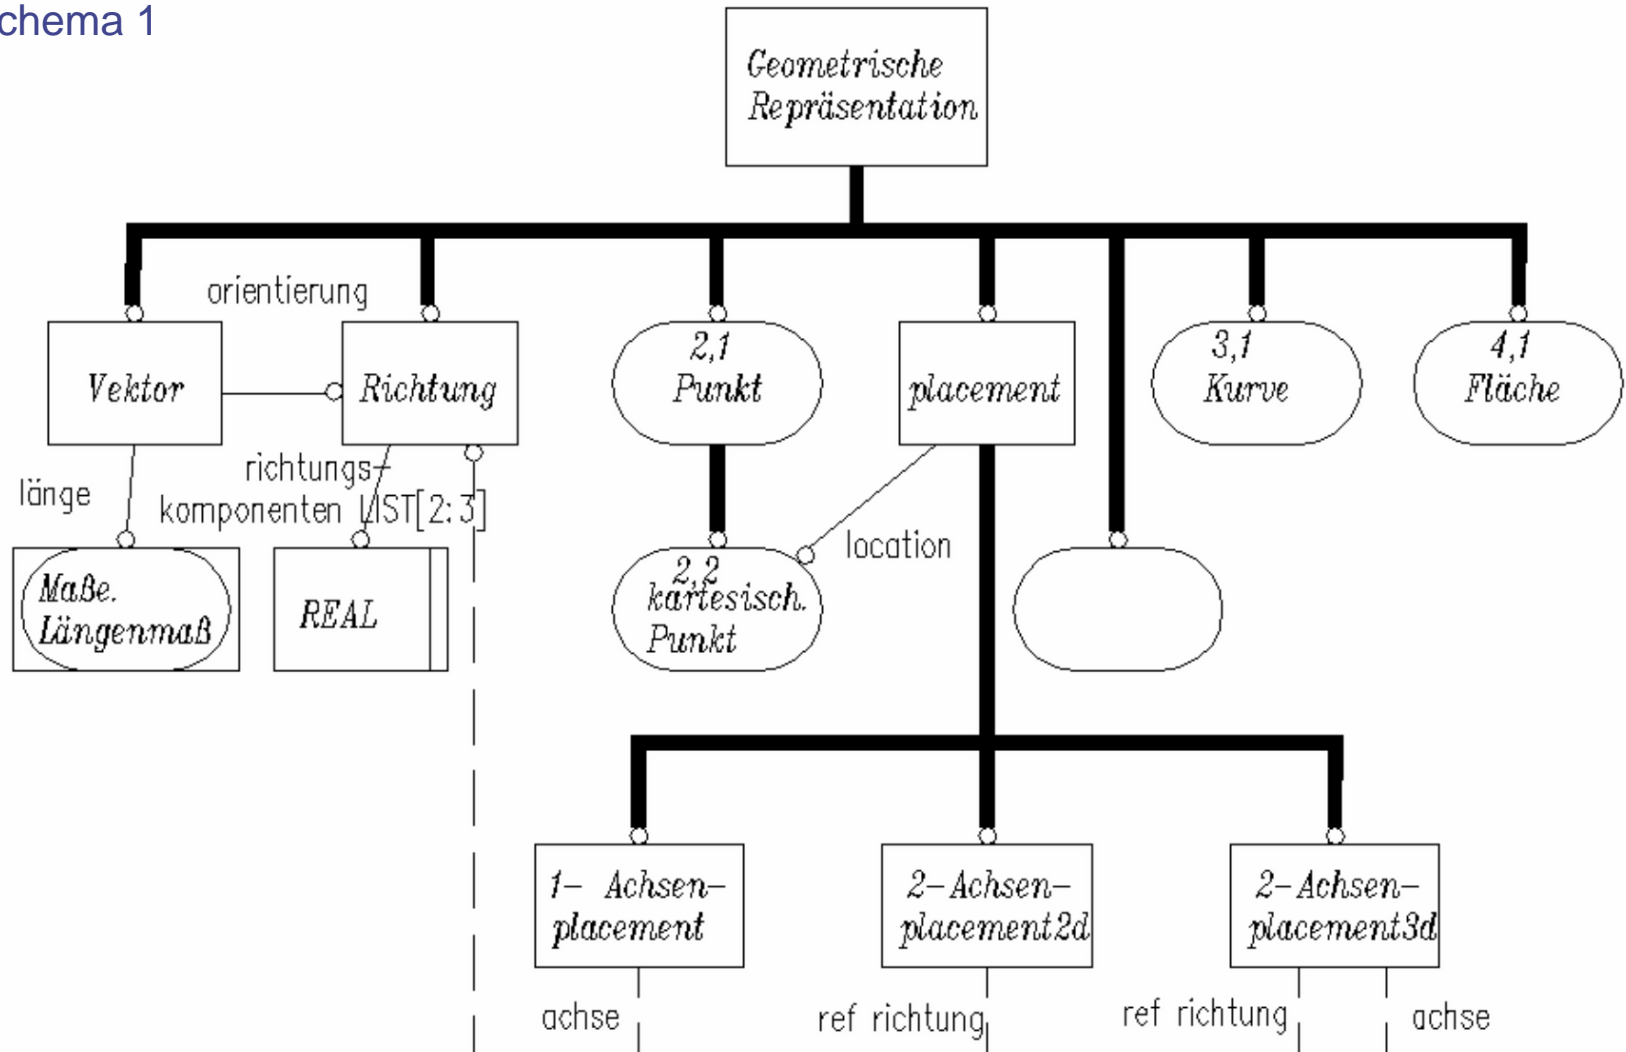 chema 1
Geometrische
Repräsentation
orientierung
Vektor
Richtung
2,1
Punkt
placement
3,1
Kurve
4,1
Fläche
länge
richtungs-
komponenten LIST[2:3]
location
Maße.
Längenmaß
REAL
2,2
kartesisch.
Punkt
1- Achsen-
placement
2-Achsen-
placement2d
2-Achsen-
placement3d
achse
ref richtung
ref richtung
achse